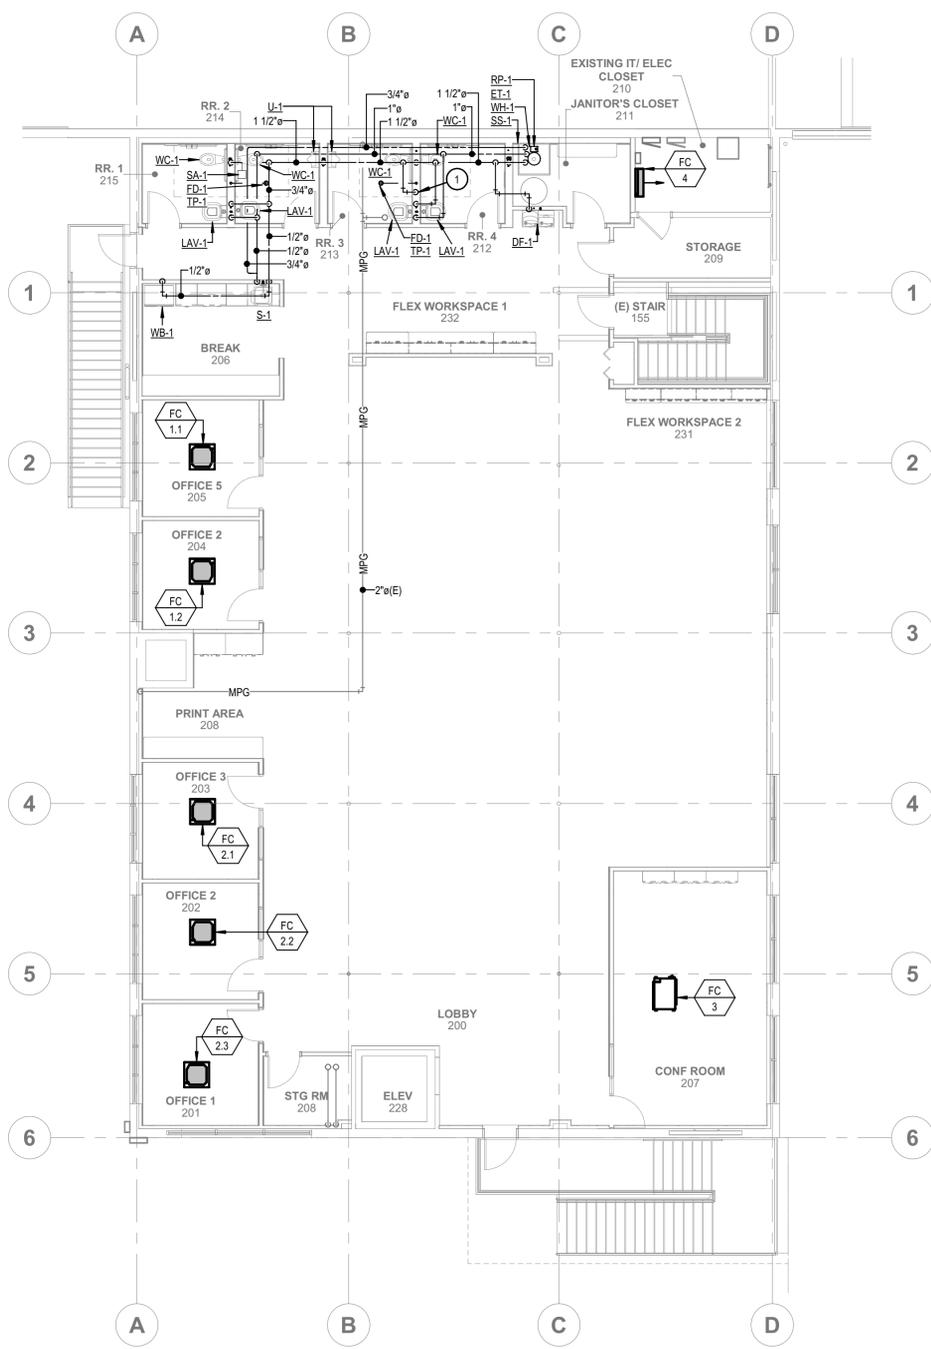 A
B
C
D
EXISTING IT/ ELEC
CLOSET
210
JANITOR'S CLOSET
211
RP-1
ET-1
WH-1
SS-1
1 1/2"ø
1"ø
WC-1
3/4"ø
1"ø
1 1/2"ø
U-1
1 1/2"ø
RR. 2
214
RR. 1
215
WC-1
SA-1
FD-1
TP-1
LAV-1
WC-1
3/4"ø
LAV-1
1/2"ø
1/2"ø
3/4"ø
WC-1
1
RR. 3
213
MPG
LAV-1
FD-1
TP-1
LAV-1
RR. 4
212
DF-1
FC
4
STORAGE
209
1
1/2"ø
WB-1
S-1
FLEX WORKSPACE 1
232
(E) STAIR
155
1
BREAK
206
MPG
FC
1.1
FLEX WORKSPACE 2
231
2
OFFICE 5
205
2
OFFICE 2
204
MPG
2"ø(E)
FC
1.2
3
3
MPG
PRINT AREA
208
OFFICE 3
203
4
4
FC
2.1
OFFICE 2
202
FC
2.2
5
5
FC
3
LOBBY
200
FC
2.3
CONF ROOM
207
OFFICE 1
201
STG RM
208
ELEV
228
6
6
A
B
C
D